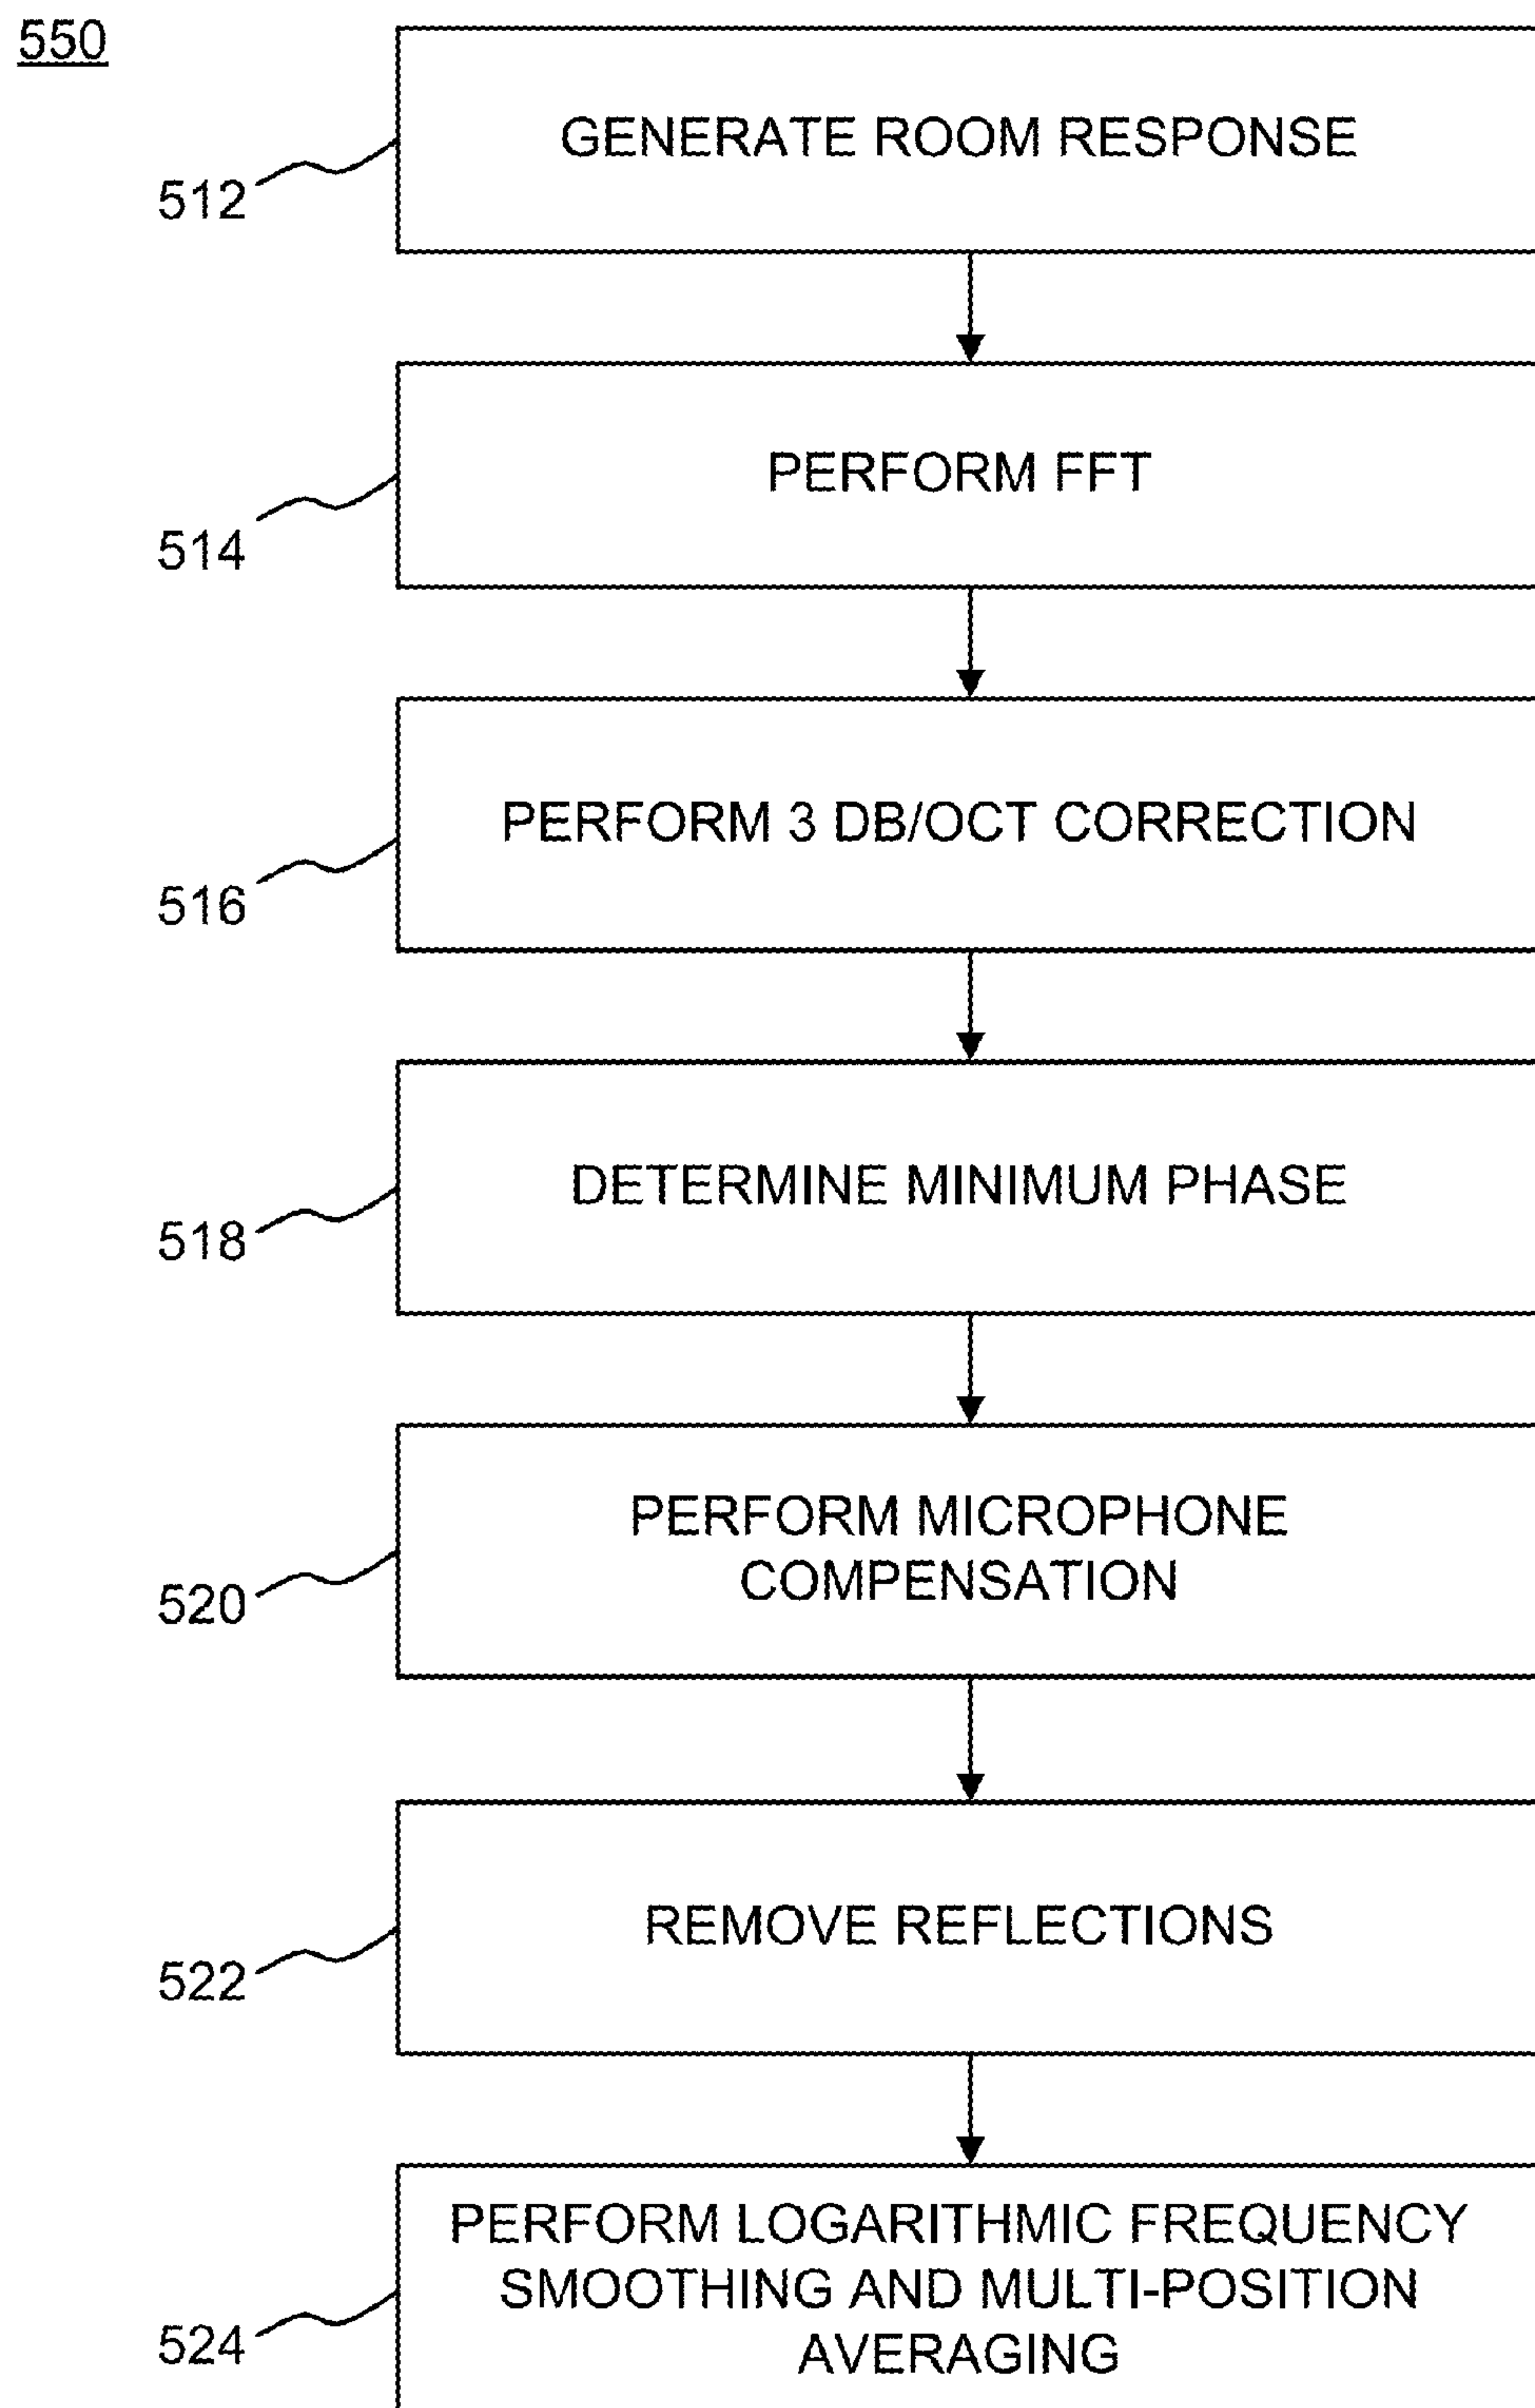 550
GENERATE ROOM RESPONSE
512
PERFORM FFT
514
PERFORM 3 DB/OCT CORRECTION
516
DETERMINE MINIMUM PHASE
518
PERFORM MICROPHONE
COMPENSATION
520
REMOVE REFLECTIONS
522
PERFORM LOGARITHMIC FREQUENCY
SMOOTHING AND MULTI-POSITION
AVERAGING
524